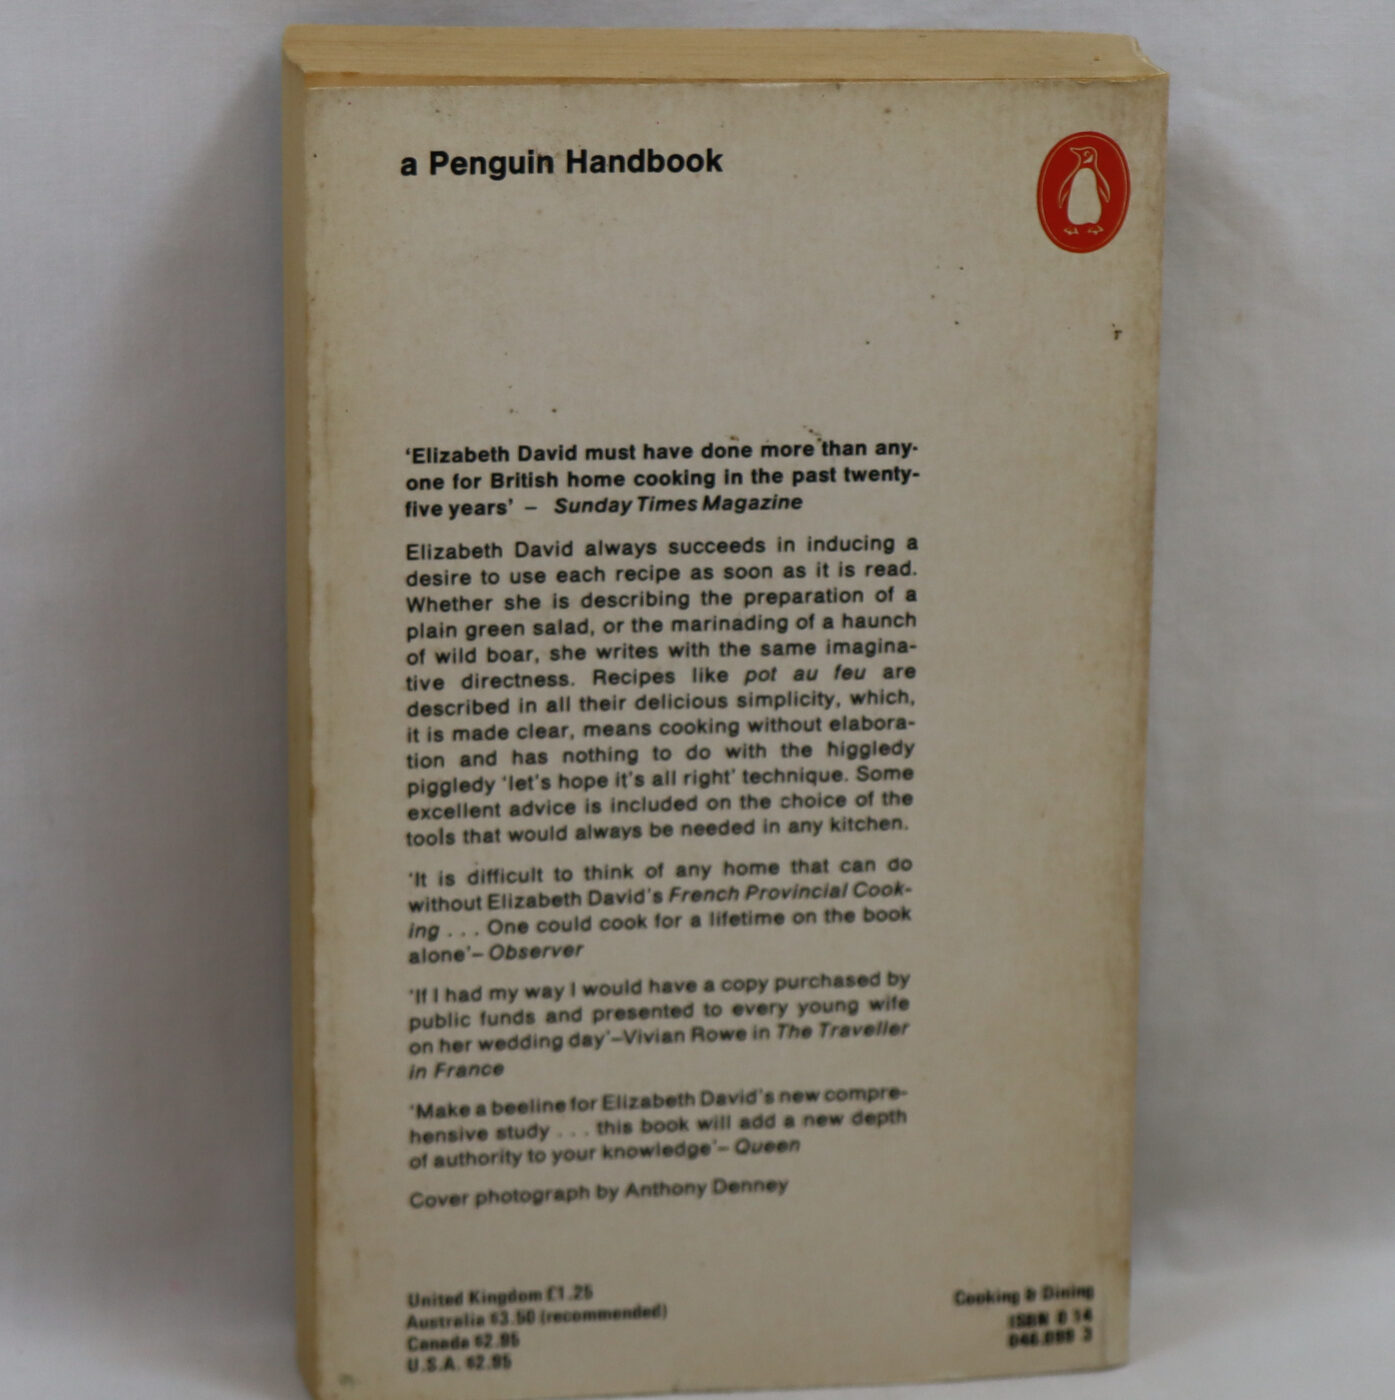 a Penguin Handbook
‘Elizabeth David must have done more than any-
one for British home cooking in the past twenty-
five years’ – Sunday Times Magazine
Elizabeth David always succeeds in inducing a
desire to use each recipe as soon as it is read.
Whether she is describing the preparation of a
plain green salad, or the marinading of a haunch
of wild boar, she writes with the same imagina-
tive directness. Recipes like pot au feu are
described in all their delicious simplicity, which,
it is made clear, means cooking without elabora-
tion and has nothing to do with the higgledy
piggledy ‘let's hope it's all right’ technique. Some
excellent advice is included on the choice of the
tools that would always be needed in any kitchen.
‘It is difficult to think of any home that can do
without Elizabeth David's French Provincial Cook-
ing . . . One could cook for a lifetime on the book
alone’– Observer
‘If I had my way I would have a copy purchased by
public funds and presented to every young wife
on her wedding day’–Vivian Rowe in The Traveller
in France
‘Make a beeline for Elizabeth David's new compre-
hensive study . . . this book will add a new depth
of authority to your knowledge’– Queen
Cover photograph by Anthony Denney
United Kingdom £1.25
Australia $3.50 (recommended)
Canada $2.95
U.S.A. $2.95
Cooking & Dining
ISBN 0 14
046.099 3